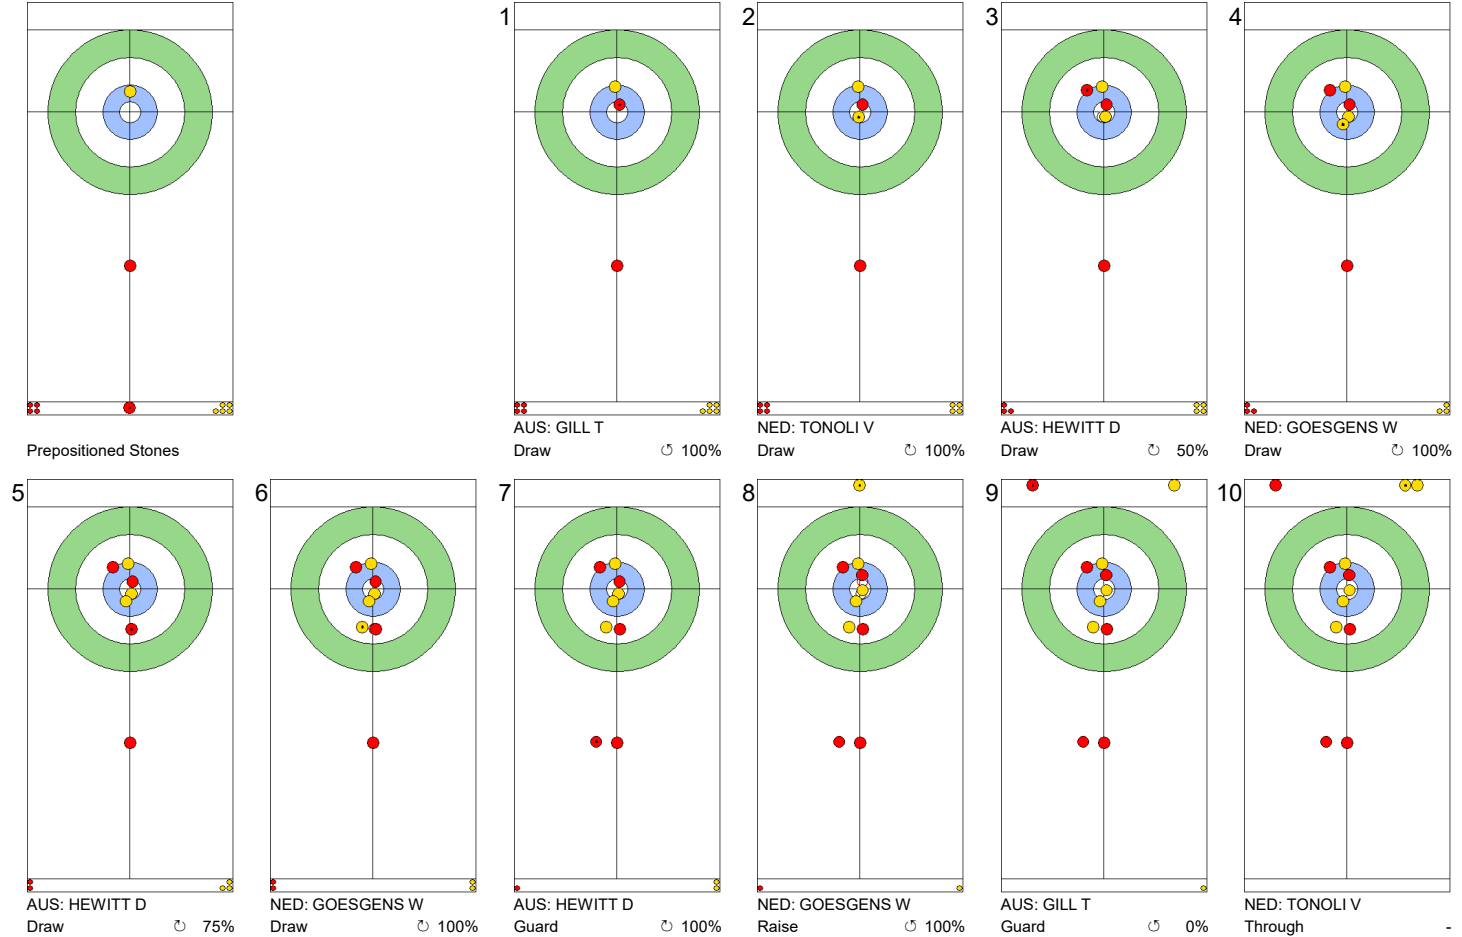 1
2
3
4
Prepositioned Stones
AUS: GILL T
Draw ↻ 100%
NED: TONOLI V
Draw ↻ 100%
AUS: HEWITT D
Draw ↻ 50%
NED: GOESGENS W
Draw ↻ 100%
5
6
7
8
9
10
AUS: HEWITT D
Draw ↻ 75%
NED: GOESGENS W
Draw ↻ 100%
AUS: HEWITT D
Guard ↻ 100%
NED: GOESGENS W
Raise ↻ 100%
AUS: GILL T
Guard ↺ 0%
NED: TONOLI V
Through -